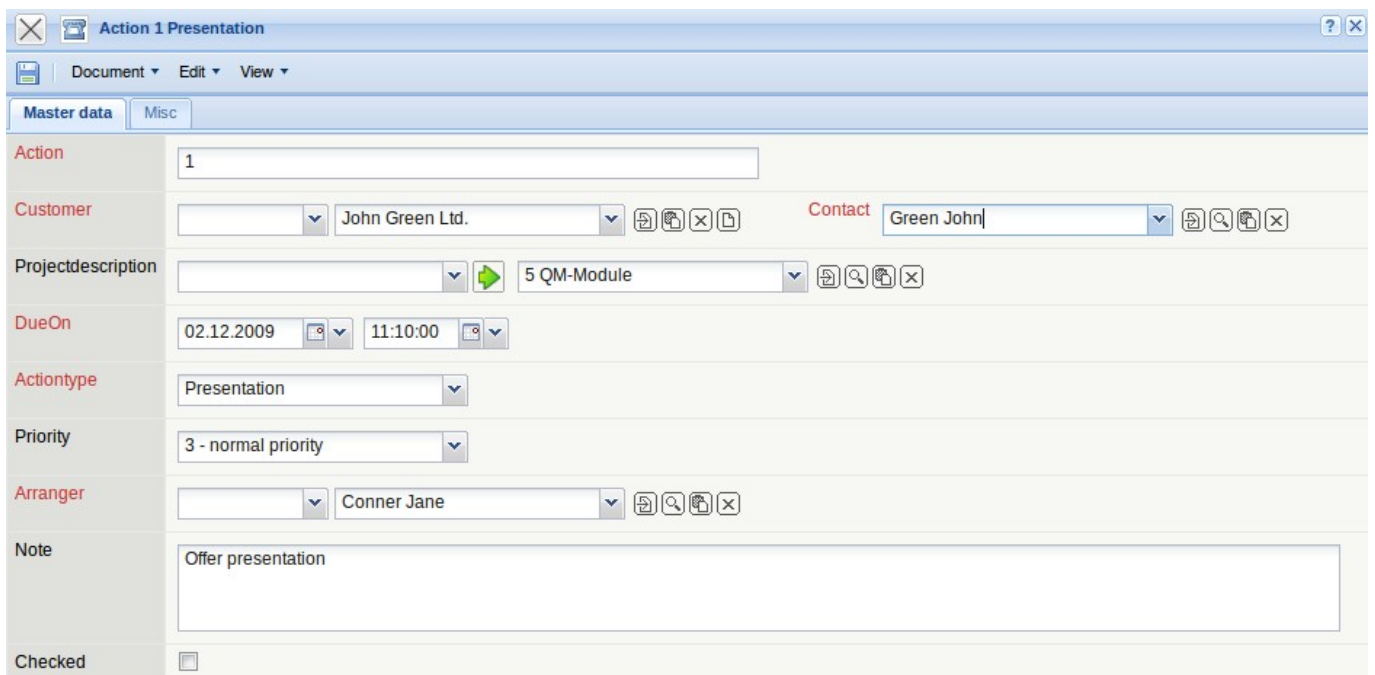 Action 1 Presentation
Document Edit View
Master data Misc
Action 1
Customer John Green Ltd. Contact Green John
Projectdescription 5 QM-Module
DueOn 02.12.2009 11:10:00
Actiontype Presentation
Priority 3 - normal priority
Arranger Conner Jane
Note Offer presentation
Checked